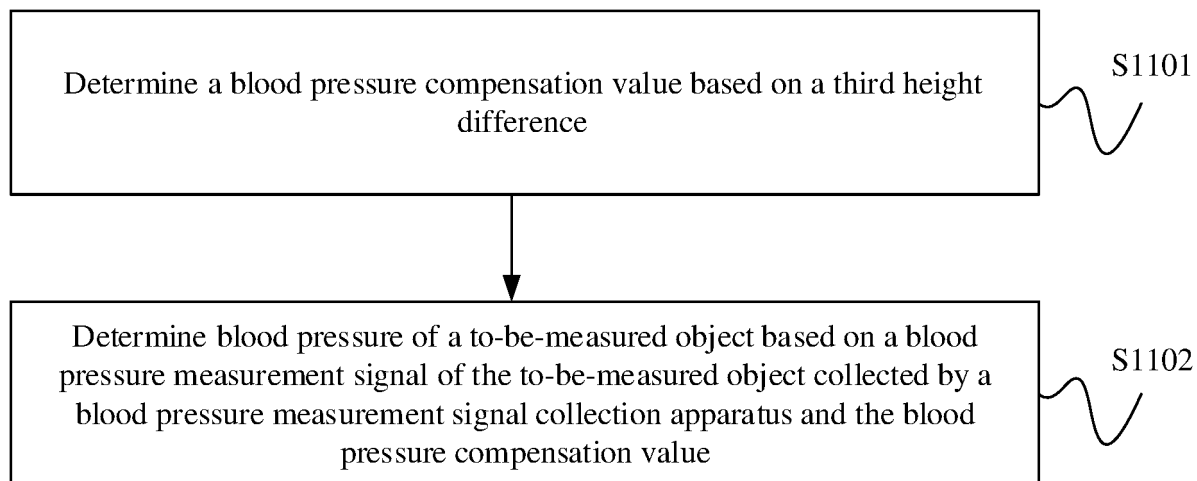 Determine a blood pressure compensation value based on a third height
difference
S1101
Determine blood pressure of a to-be-measured object based on a blood
pressure measurement signal of the to-be-measured object collected by a
blood pressure measurement signal collection apparatus and the blood
pressure compensation value
S1102